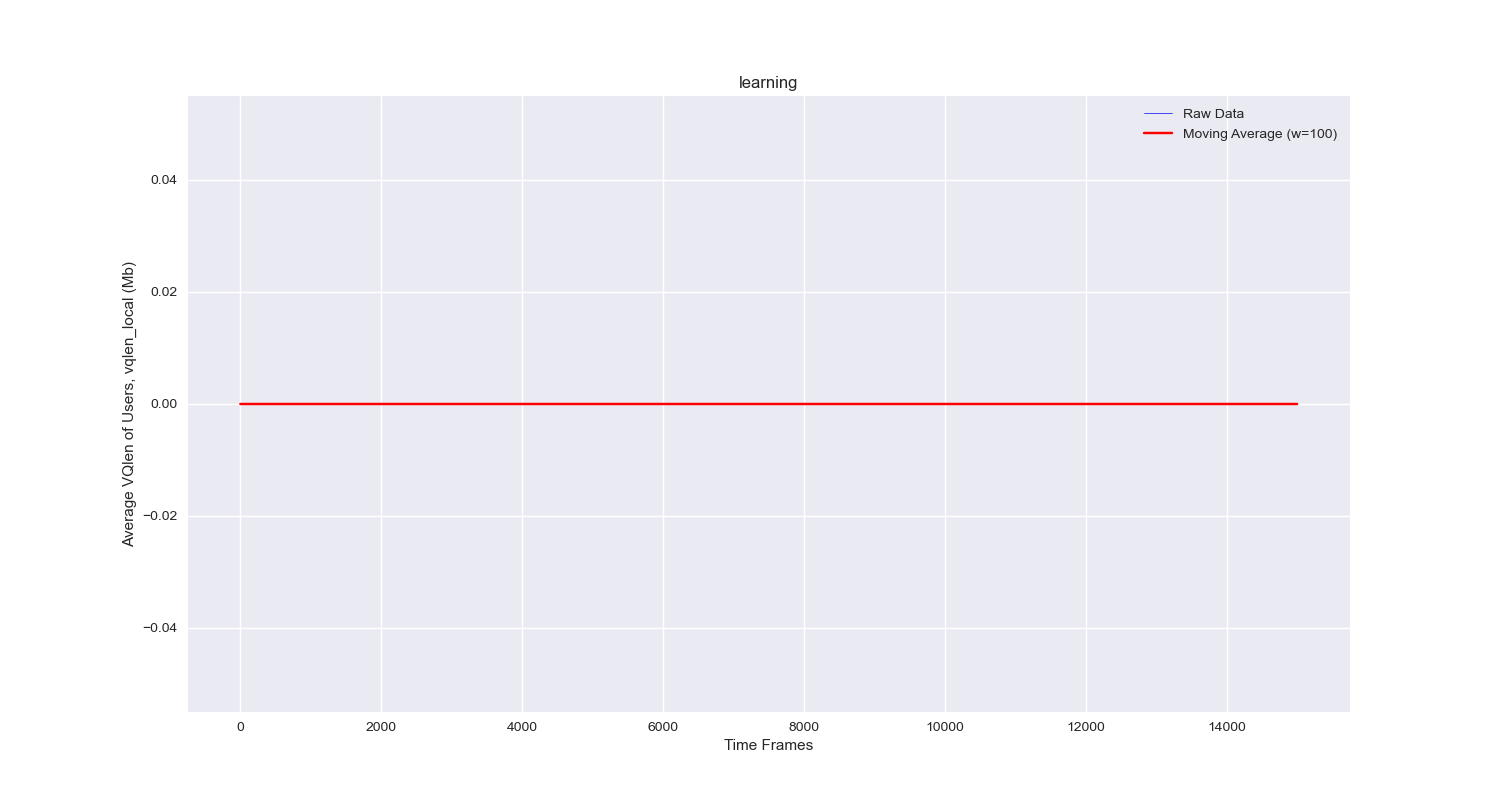 learning
Raw Data
Moving Average (w=100)
Average VQlen of Users, vqlen_local (Mb)
0.04
0.02
0.00
−0.02
−0.04
0 2000 4000 6000 8000 10000 12000 14000
Time Frames